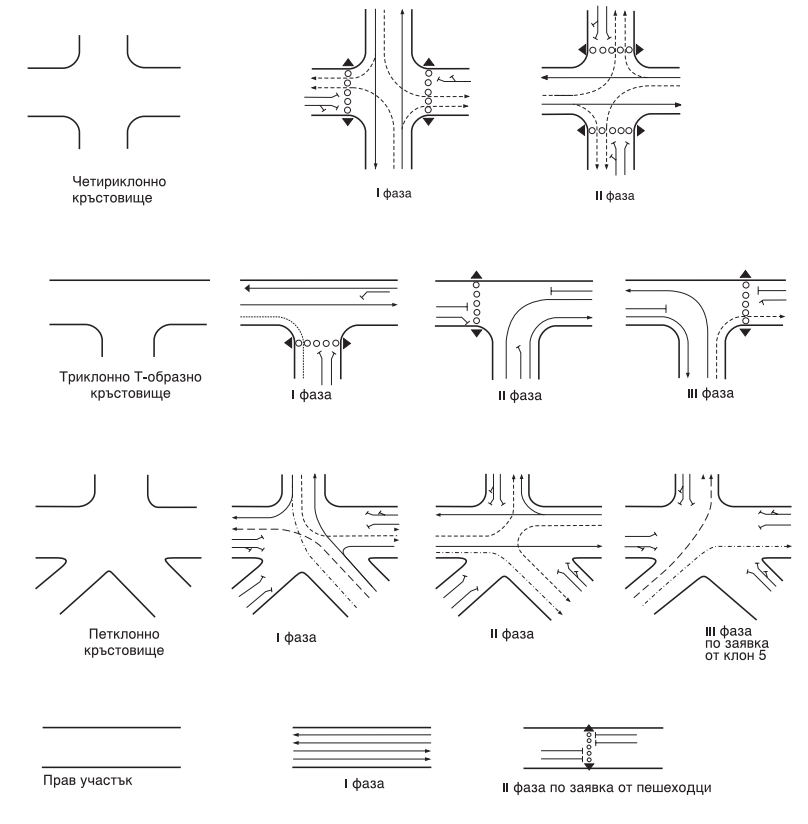 Четириклонно
кръстовище
I фаза
II фаза
Триклонно Т-образно
кръстовище
I фаза
II фаза
III фаза
Петклонно
кръстовище
I фаза
II фаза
III фаза
по заявка
от клон 5
Прав участък
I фаза
II фаза по заявка от пешеходци